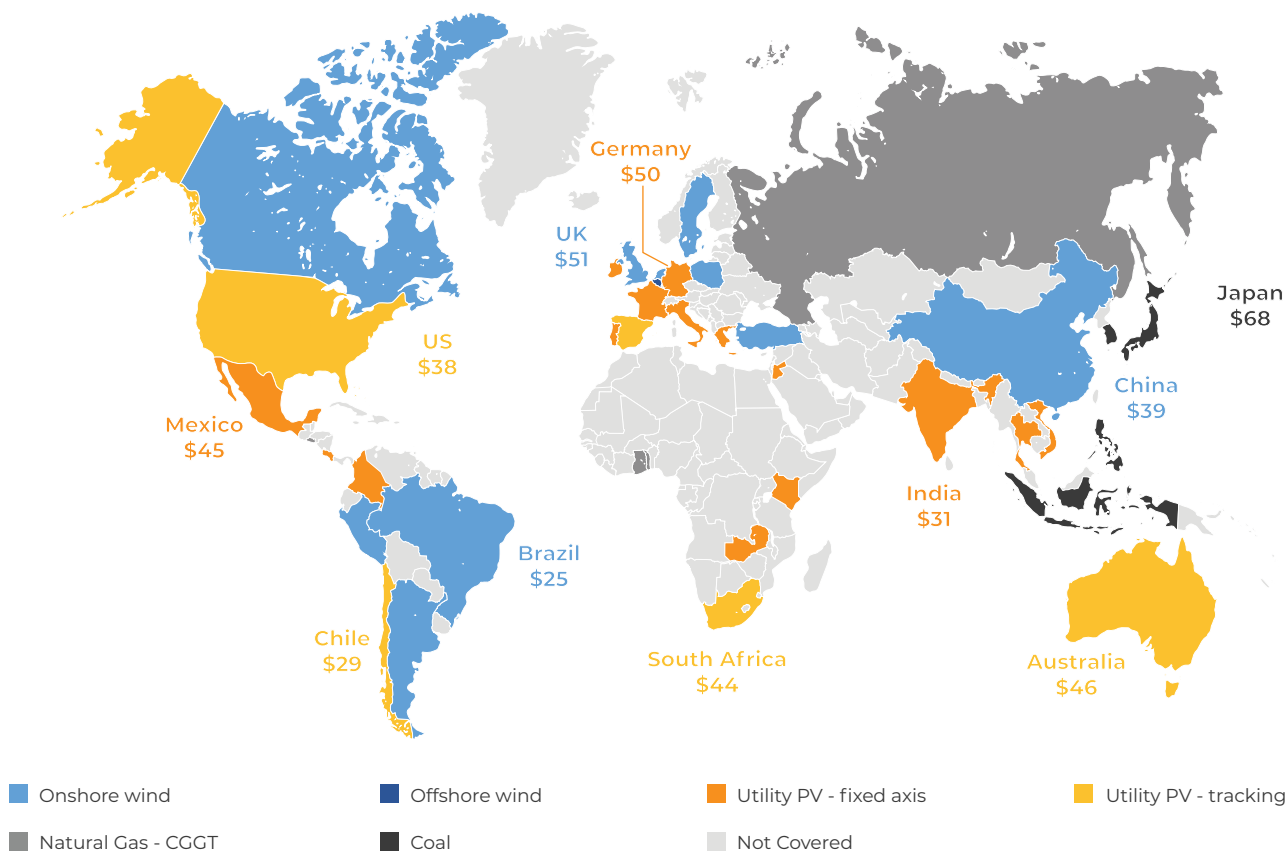 Germany
$50
UK
$51
Japan
$68
US
$38
China
$39
Mexico
$45
India
$31
Brazil
$25
Chile
$29
South Africa
$44
Australia
$46
Onshore wind
Offshore wind
Utility PV - fixed axis
Utility PV - tracking
Natural Gas - CGGT
Coal
Not Covered